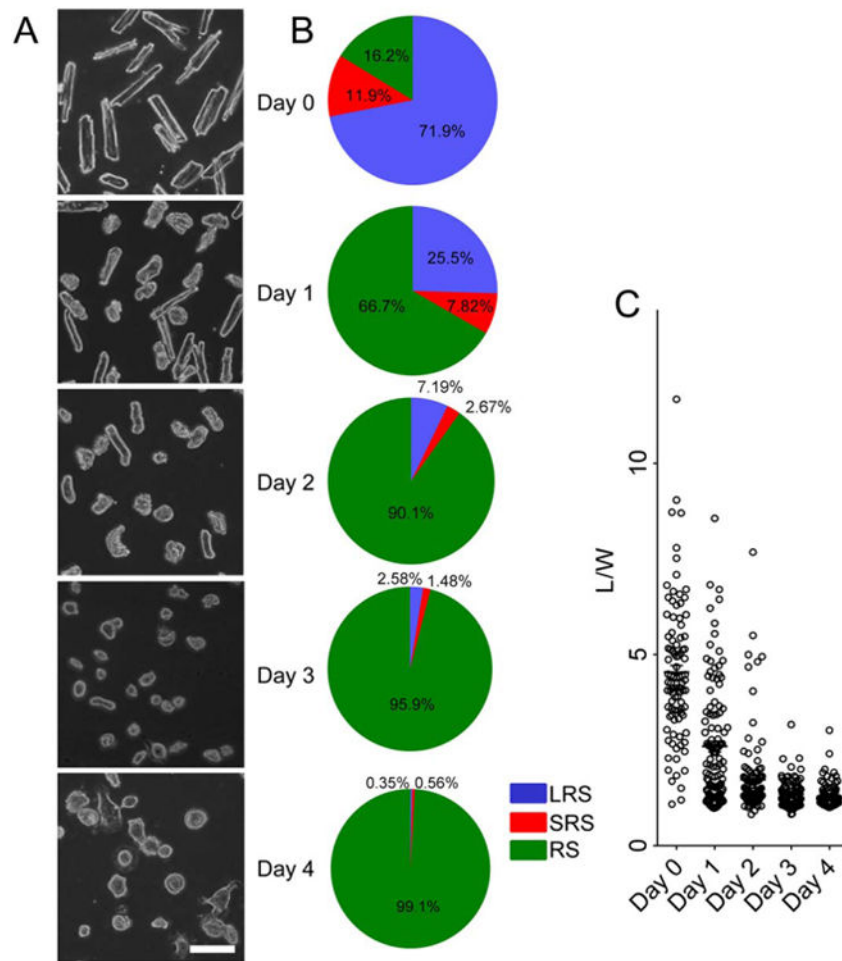 A
B
Day 0
16.2%
11.9%
71.9%
Day 1
25.5%
66.7%
7.82%
Day 2
7.19%
2.67%
90.1%
Day 3
2.58%
1.48%
95.9%
Day 4
0.35%
0.56%
99.1%
LRS
SRS
RS
C
L/W
10
5
0
Day 0
Day 1
Day 2
Day 3
Day 4